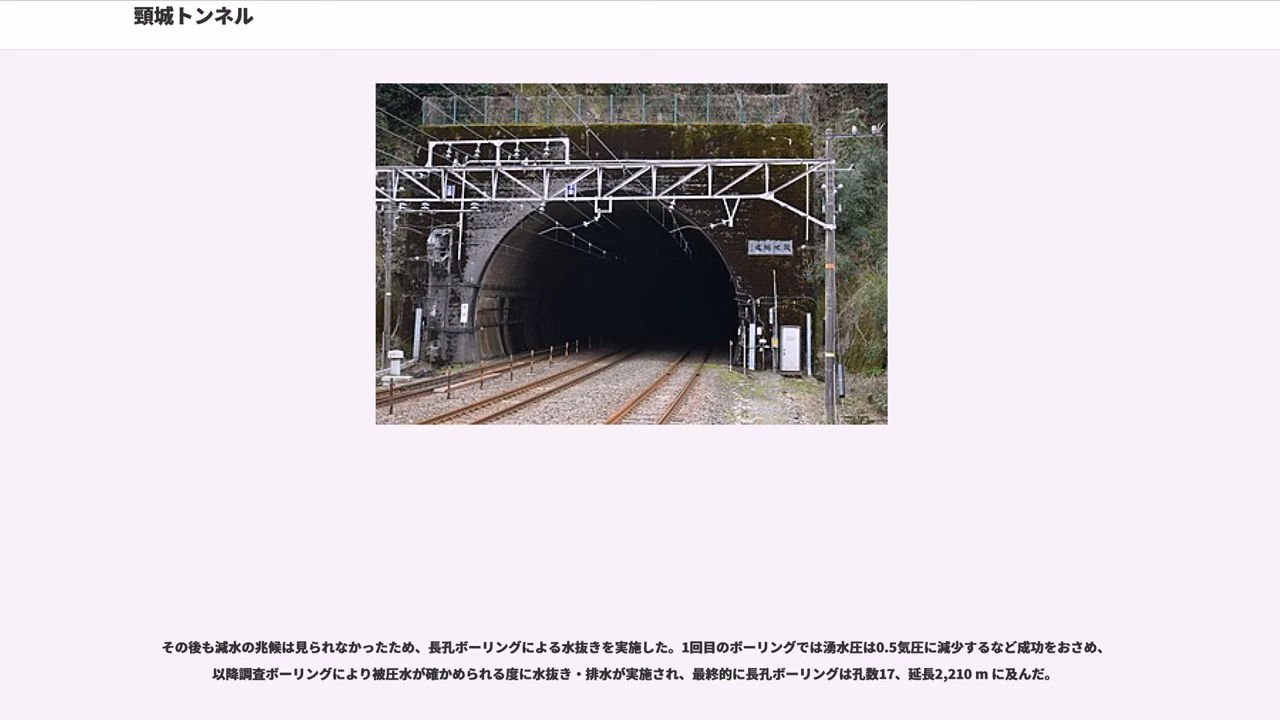 頸城トンネル
その後も減水の兆候は見られなかったため、長孔ボーリングによる水抜きを実施した。1回目のボーリングでは湧水圧は0.5気圧に減少するなど成功をおさめ、
以降調査ボーリングにより被圧水が確かめられる度に水抜き・排水が実施され、最終的に長孔ボーリングは孔数17、延長2,210 m に及んだ。